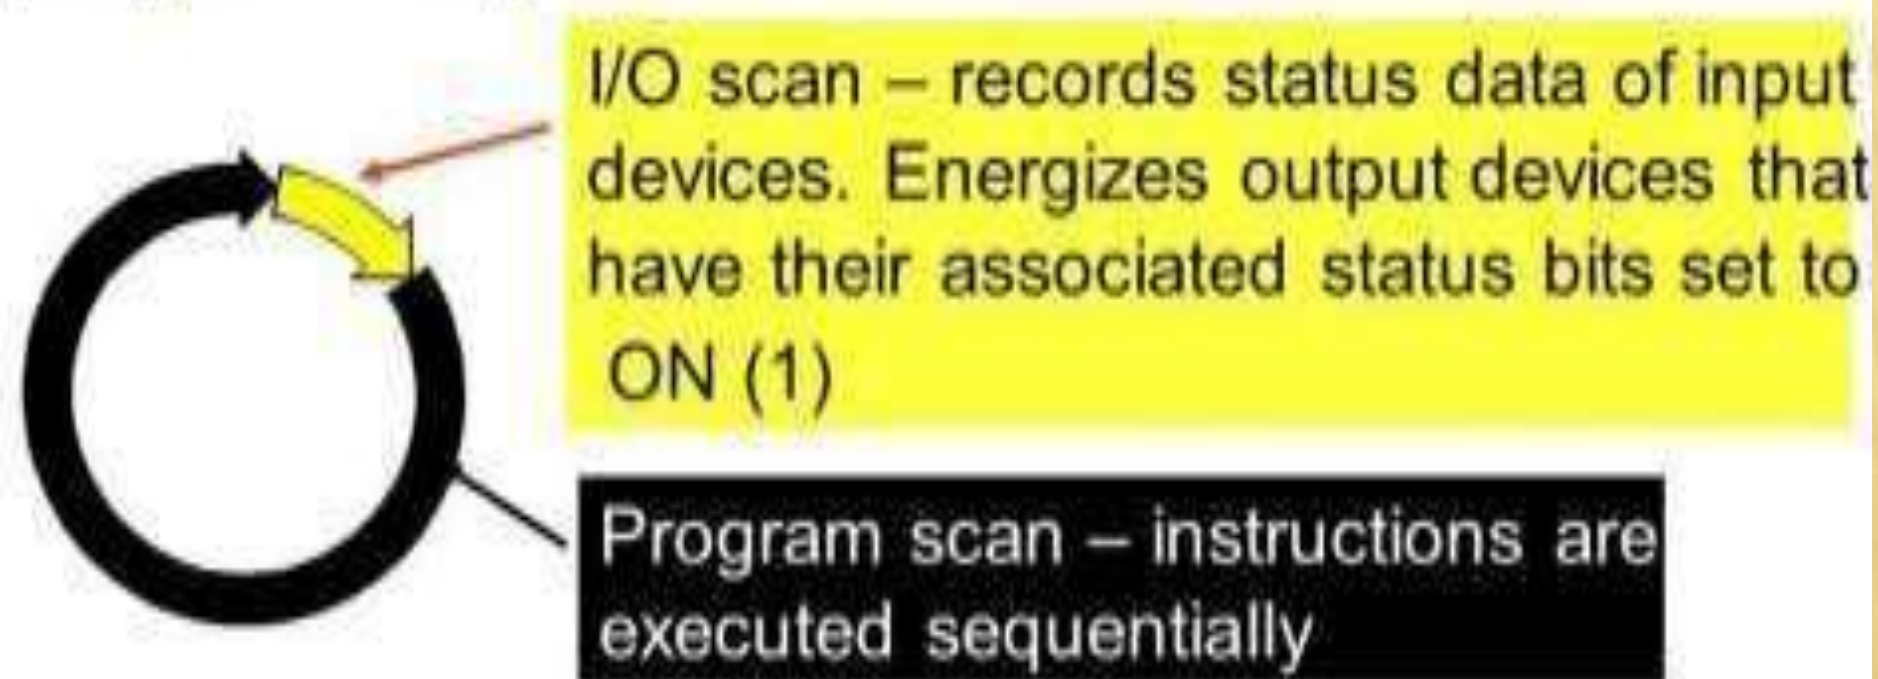 I/O scan – records status data of input
devices. Energizes output devices that
have their associated status bits set to
ON (1)
Program scan – instructions are
executed sequentially